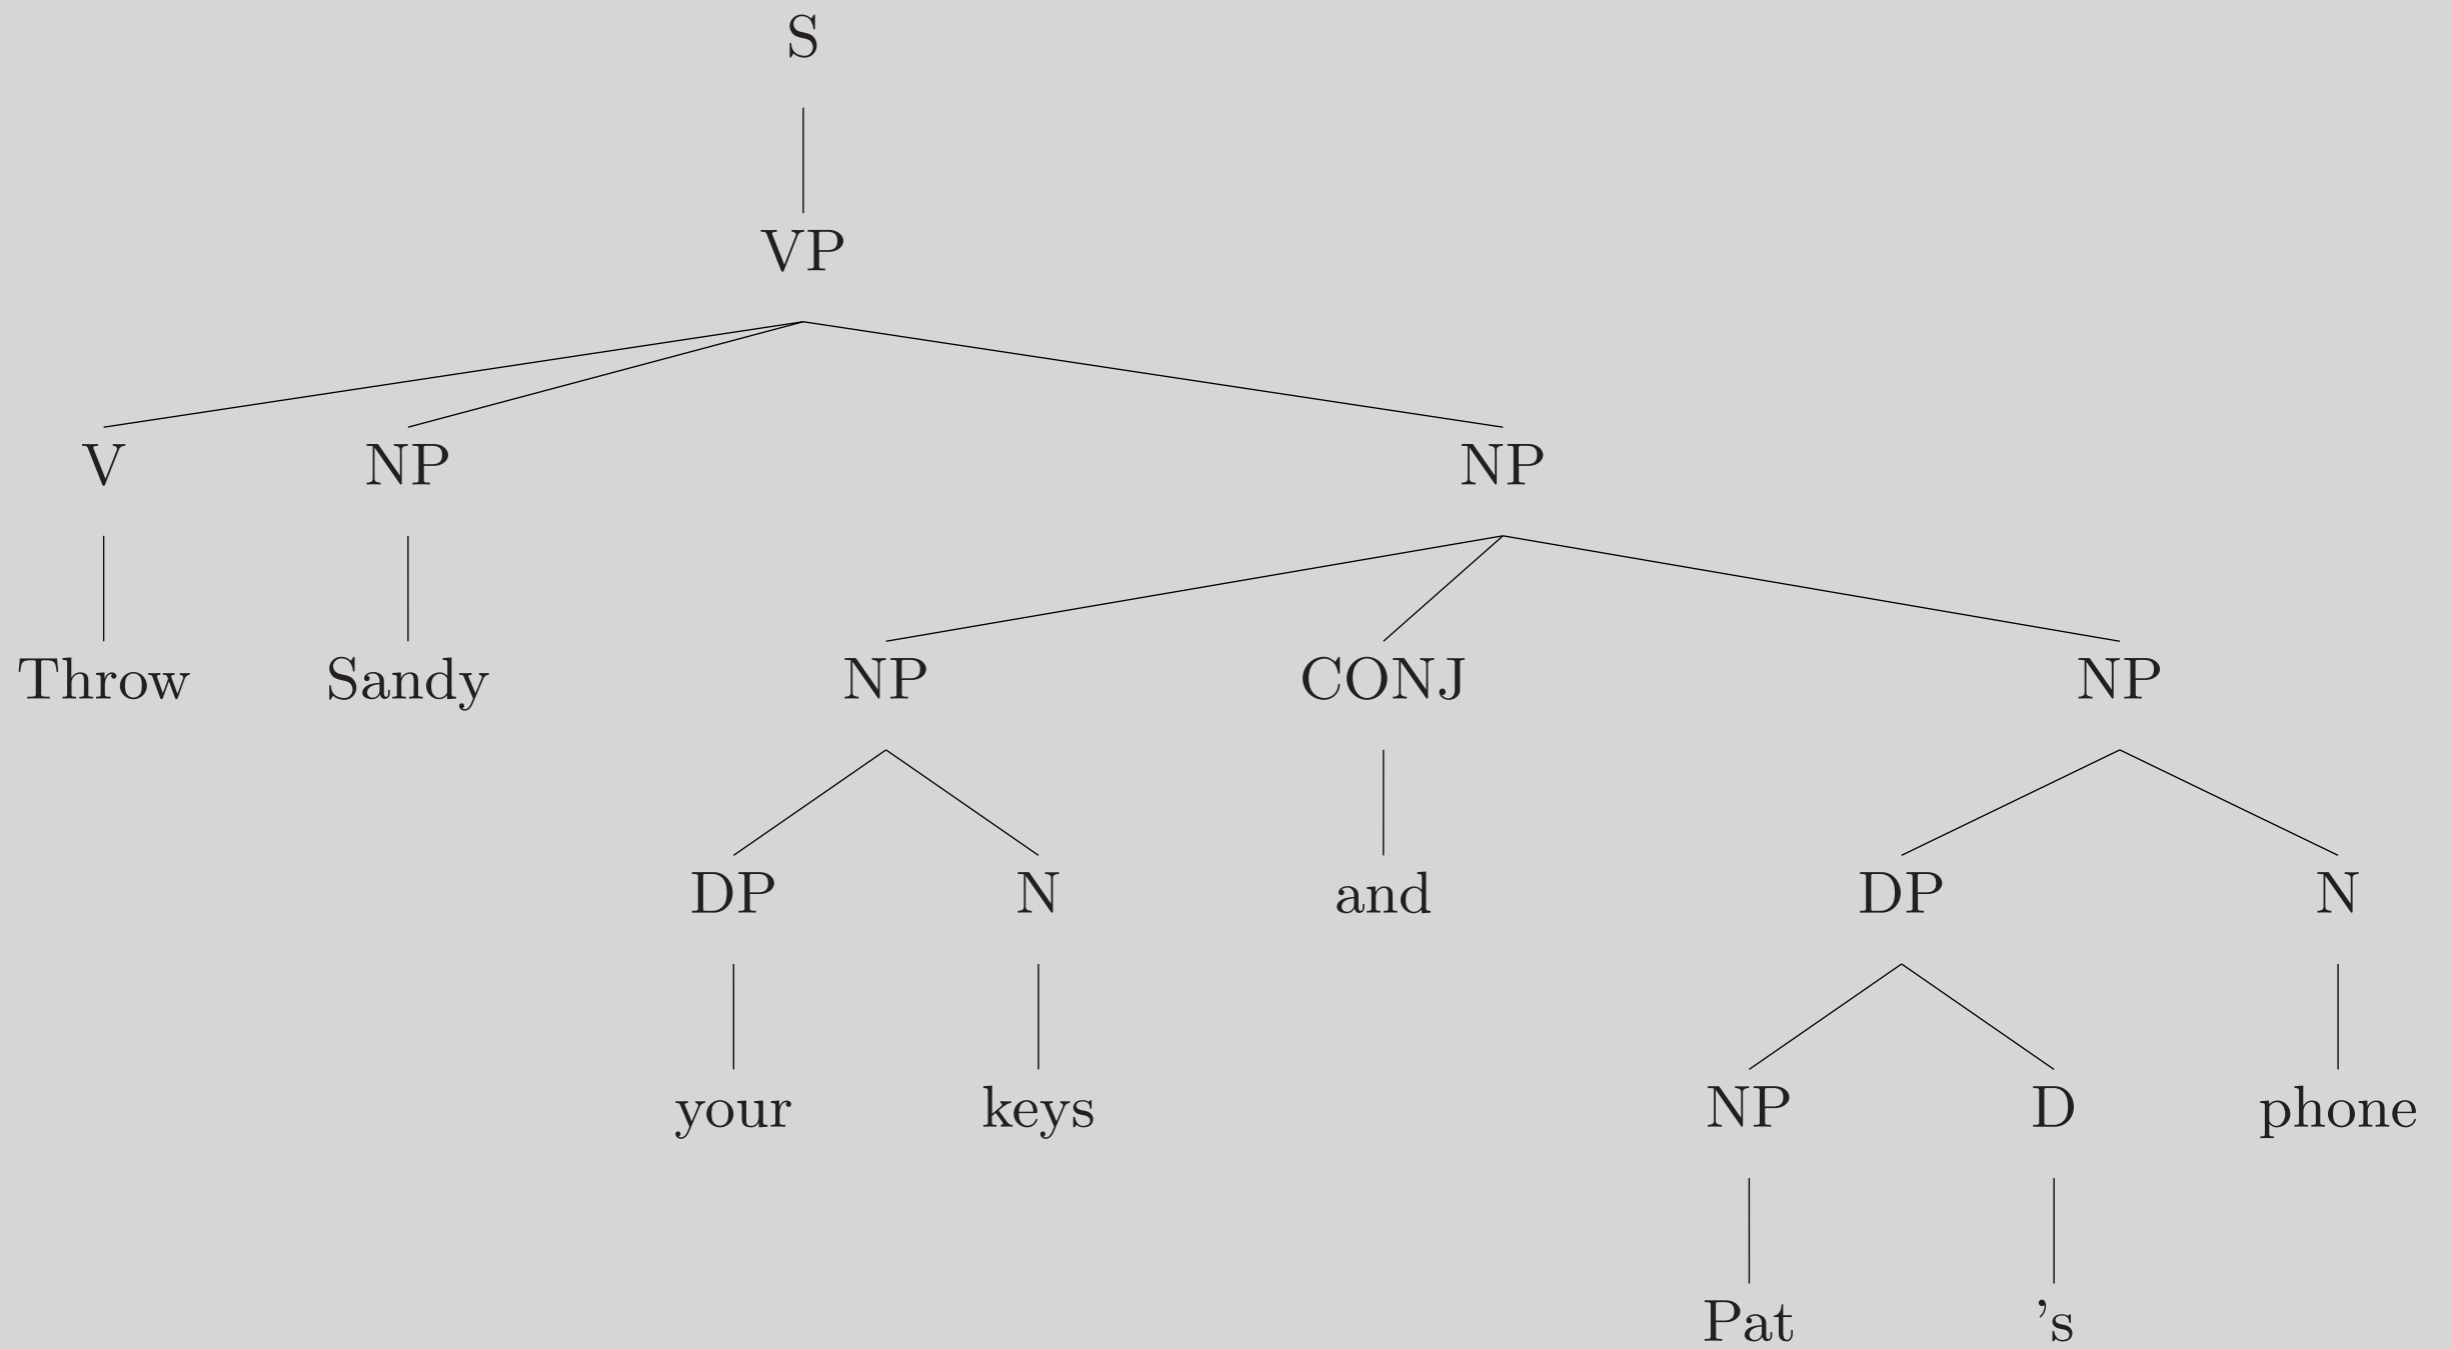 S
VP
V NP NP
Throw Sandy NP CONJ NP
DP N and DP N
your keys NP D phone
Pat ’s